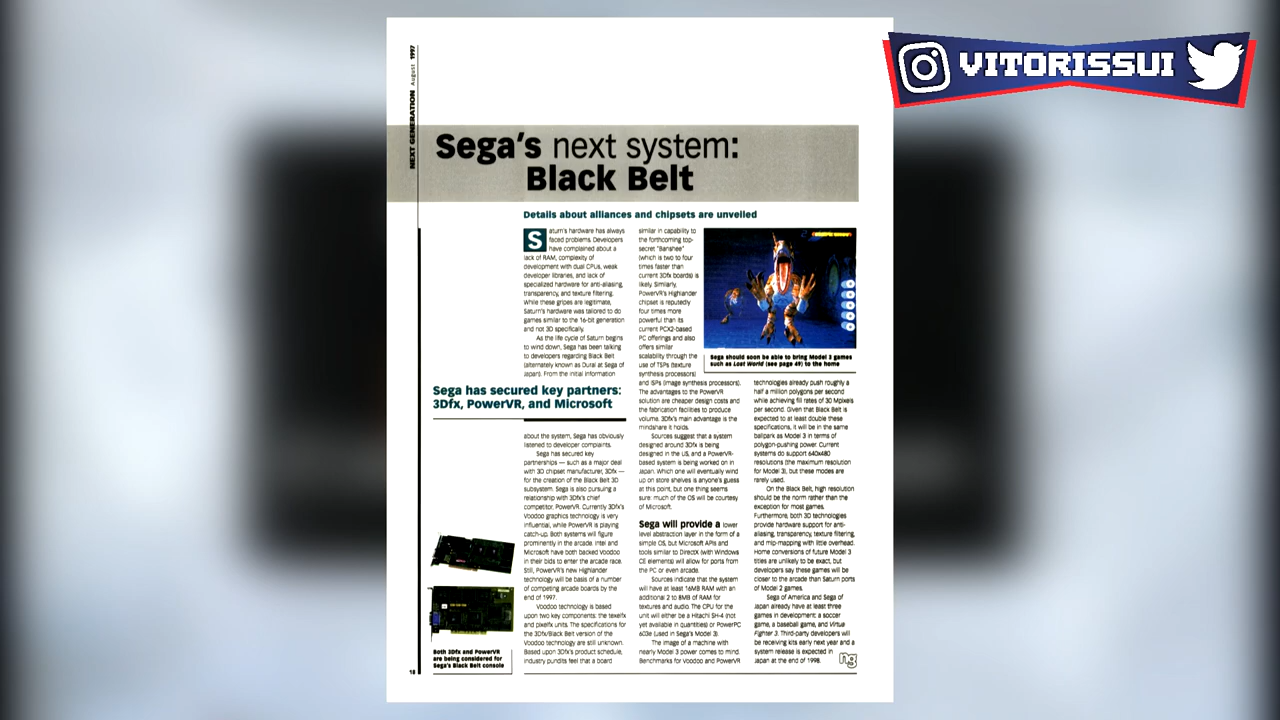 VITORISSUI
NEXT GENERATION August 1997
Sega's next system:
Black Belt
Details about alliances and chipsets are unveiled
Saturn's hardware has always
faced problems. Developers
have complained about a
lack of RAM, complexity of
development with dual CPUs, weak
developer libraries, and lack of
specialized hardware for anti-aliasing,
transparency, and texture filtering.
While these gripes are legitimate,
Saturn's hardware was tailored to do
games similar to the 16-bit generation
and not 3D specifically.
As the life cycle of Saturn begins
to wind down, Sega has been talking
to developers regarding Black Belt
(alternately known as Dural at Sega of
Japan). From the initial information
Sega has secured key partners:
3Dfx, PowerVR, and Microsoft
about the system, Sega has obviously
listened to developer complaints.
Sega has secured key
partnerships — such as a major deal
with 3D chipset manufacturer, 3Dfx —
for the creation of the Black Belt 3D
subsystem. Sega is also pursuing a
relationship with 3Dfx's chief
competitor, PowerVR. Currently 3Dfx's
Voodoo graphics technology is very
influential, while PowerVR is playing
catch-up. Both systems will figure
prominently in the arcade. Intel and
Microsoft have both backed Voodoo
in their bids to enter the arcade race.
Still, PowerVR's new Highlander
technology will be basis of a number
of competing arcade boards by the
end of 1997.
Voodoo technology is based
upon two key components: the texelfx
and pixelfx units. The specifications for
the 3Dfx/Black Belt version of the
Voodoo technology are still unknown.
Based upon 3Dfx's product schedule,
industry pundits feel that a board
Both 3Dfx and PowerVR
are being considered for
Sega's Black Belt console
18
similar in capability to
the forthcoming top-
secret "Banshee"
(which is two to four
times faster than
current 3Dfx boards) is
likely. Similarly,
PowerVR's Highlander
chipset is reputedly
four times more
powerful than its
current PCX2-based
PC offerings and also
offers similar
scalability through the
use of TSPs (texture
synthesis processors)
and ISPs (image synthesis processors).
The advantages to the PowerVR
solution are cheaper design costs and
the fabrication facilities to produce
volume. 3Dfx's main advantage is the
mindshare it holds.
Sources suggest that a system
designed around 3Dfx is being
designed in the US, and a PowerVR-
based system is being worked on in
Japan. Which one will eventually wind
up on store shelves is anyone's guess
at this point, but one thing seems
sure: much of the OS will be courtesy
of Microsoft.
Sega will provide a lower
level abstraction layer in the form of a
simple OS, but Microsoft APIs and
tools similar to DirectX (with Windows
CE elements) will allow for ports from
the PC or even arcade.
Sources indicate that the system
will have at least 16MB RAM with an
additional 2 to 8MB of RAM for
textures and audio. The CPU for the
unit will either be a Hitachi SH-4 (not
yet available in quantities) or PowerPC
603e (used in Sega's Model 3).
The image of a machine with
nearly Model 3 power comes to mind.
Benchmarks for Voodoo and PowerVR
Sega should soon be able to bring Model 3 games
such as Lost World (see page 49) to the home
technologies already push roughly a
half a million polygons per second
while achieving fill rates of 30 Mpixels
per second. Given that Black Belt is
expected to at least double these
specifications, it will be in the same
ballpark as Model 3 in terms of
polygon-pushing power. Current
systems do support 640x480
resolutions (the maximum resolution
for Model 3), but these modes are
rarely used.
On the Black Belt, high resolution
should be the norm rather than the
exception for most games.
Furthermore, both 3D technologies
provide hardware support for anti-
aliasing, transparency, texture filtering,
and mip-mapping with little overhead.
Home conversions of future Model 3
titles are unlikely to be exact, but
developers say these games will be
closer to the arcade than Saturn ports
of Model 2 games.
Sega of America and Sega of
Japan already have at least three
games in development: a soccer
game, a baseball game, and Virtua
Fighter 3. Third-party developers will
be receiving kits early next year and a
system release is expected in
Japan at the end of 1998.
ng